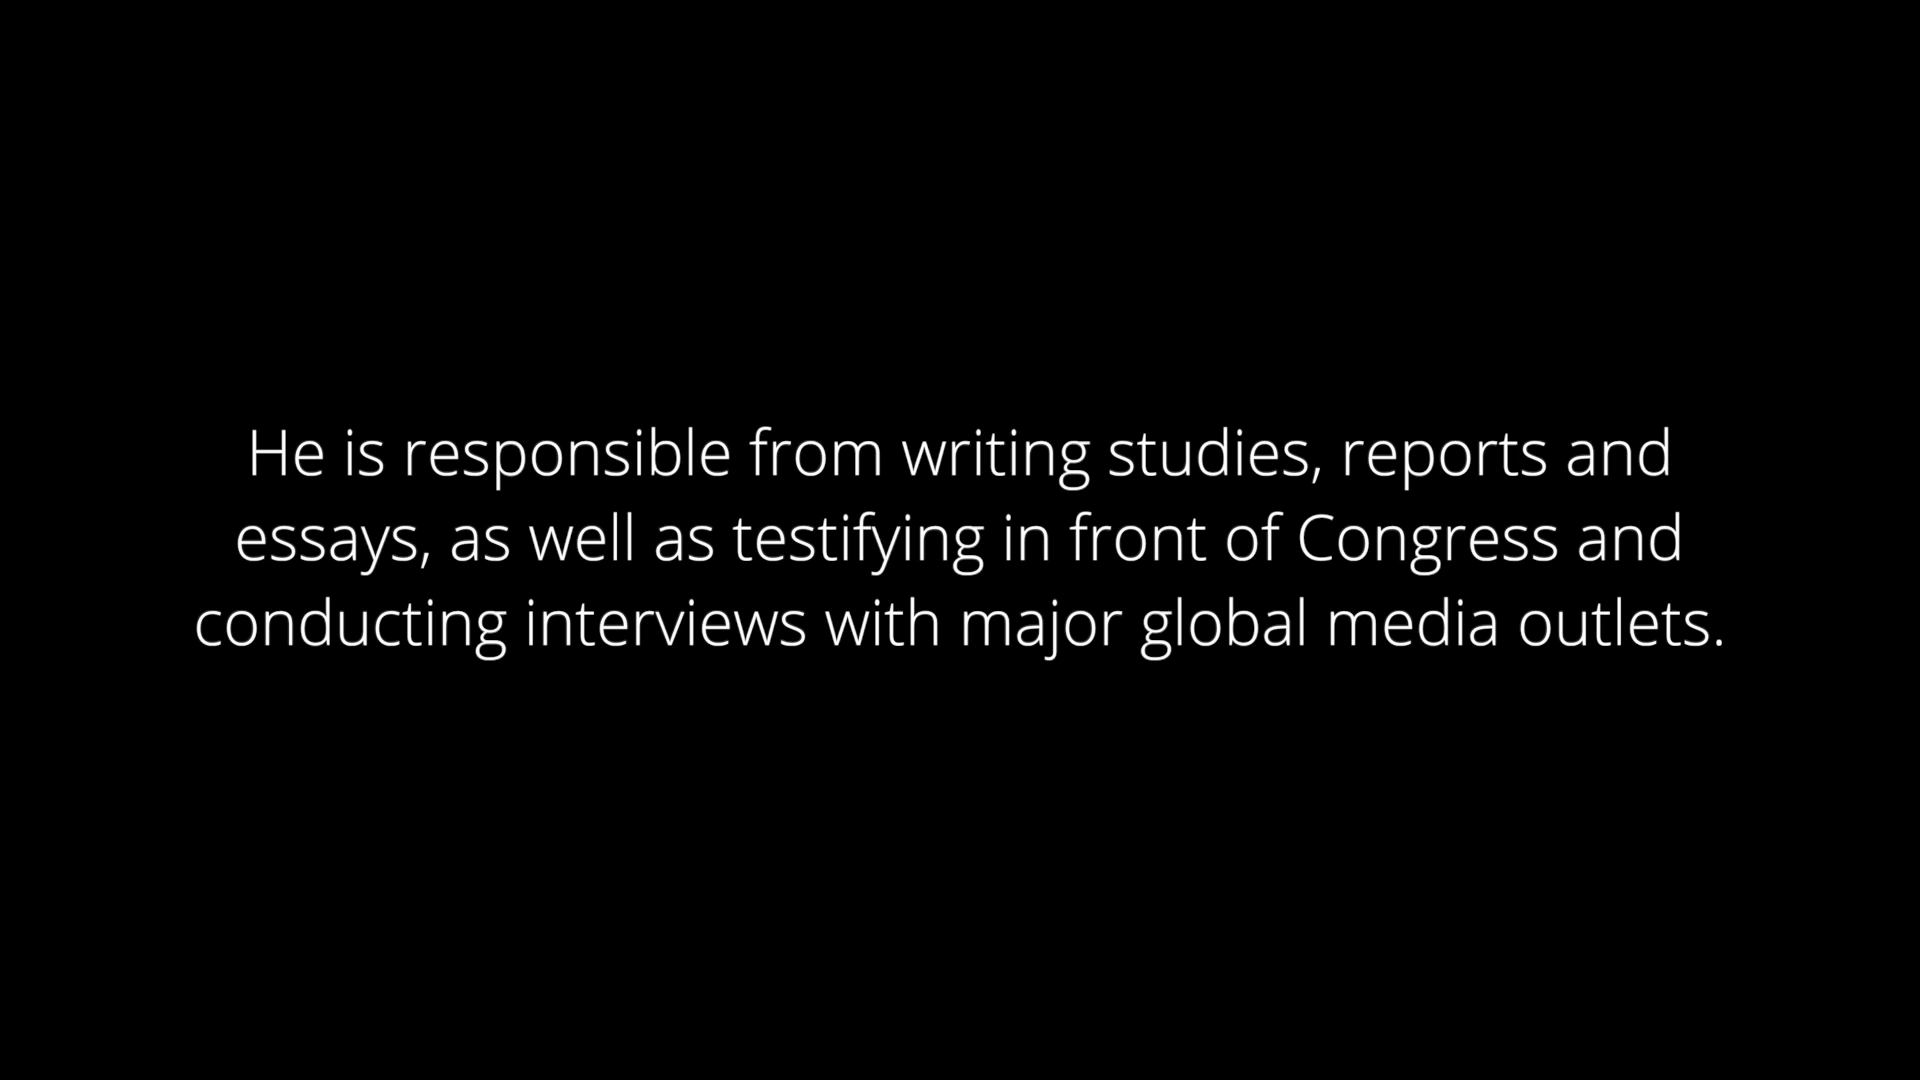 He is responsible from writing studies, reports and
essays, as well as testifying in front of Congress and
conducting interviews with major global media outlets.